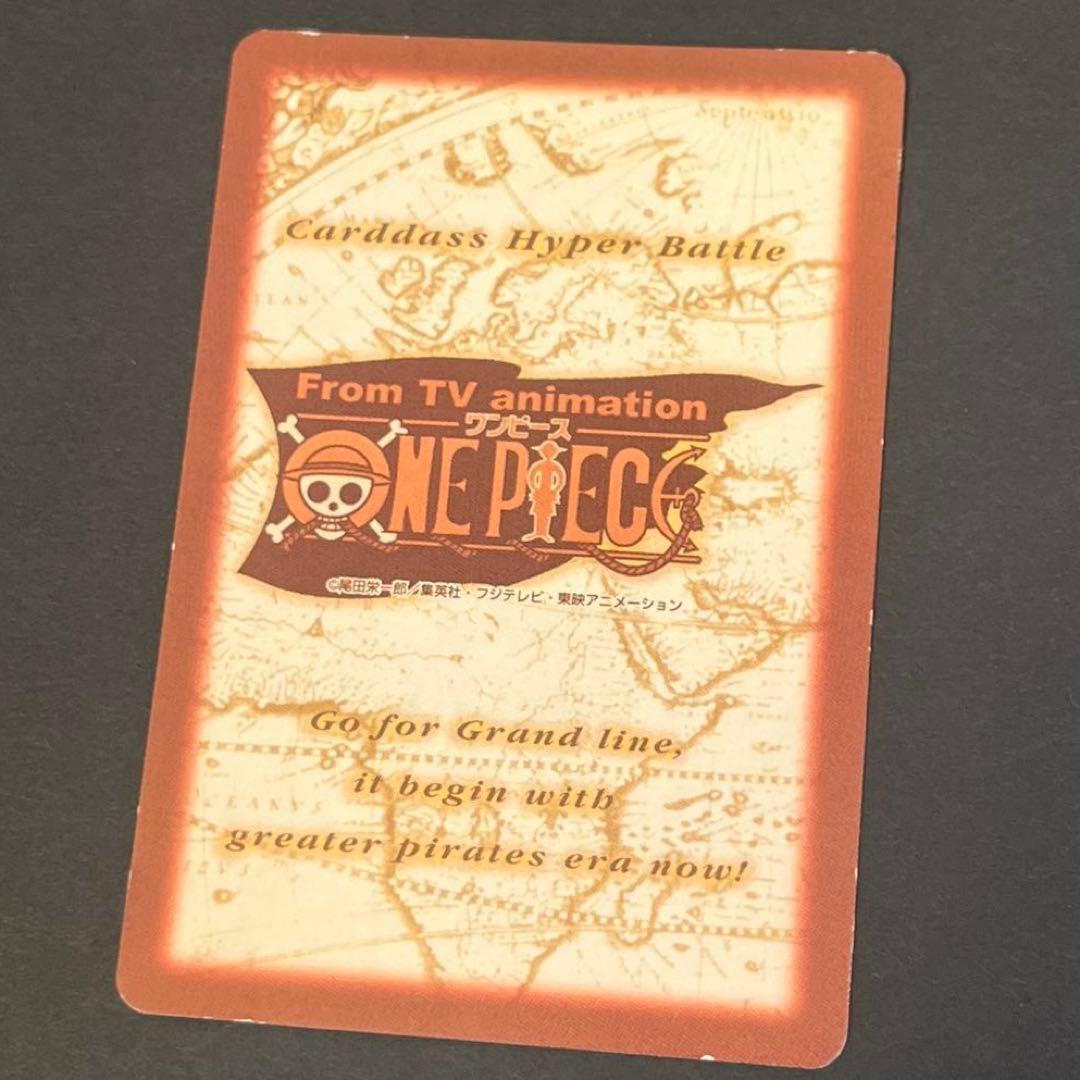 Carddass Hyper Battle
From TV animation
ワンピース
ONE PIECE
©尾田栄一郎／集英社・フジテレビ・東映アニメーション
Go for Grand line,
it begin with
greater pirates era now!